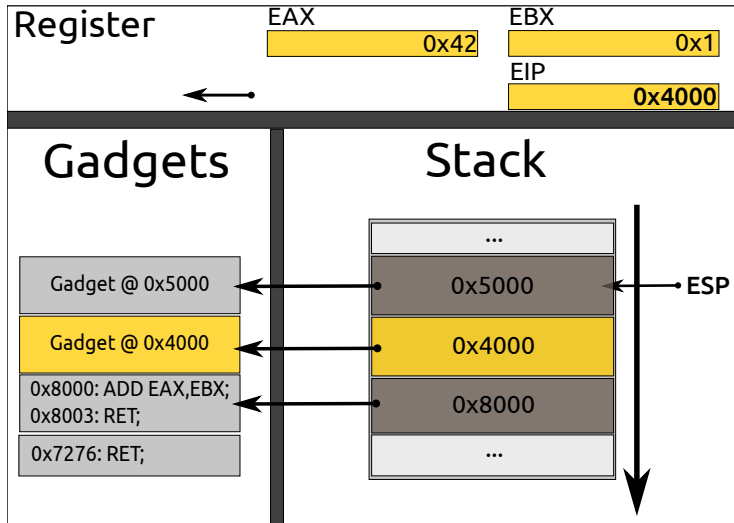 Register
EAX
0x42
EBX
0x1
EIP
0x4000
Gadgets
Gadget @ 0x5000
Gadget @ 0x4000
0x8000: ADD EAX,EBX;
0x8003: RET;
0x7276: RET;
Stack
...
0x5000
ESP
0x4000
0x8000
...